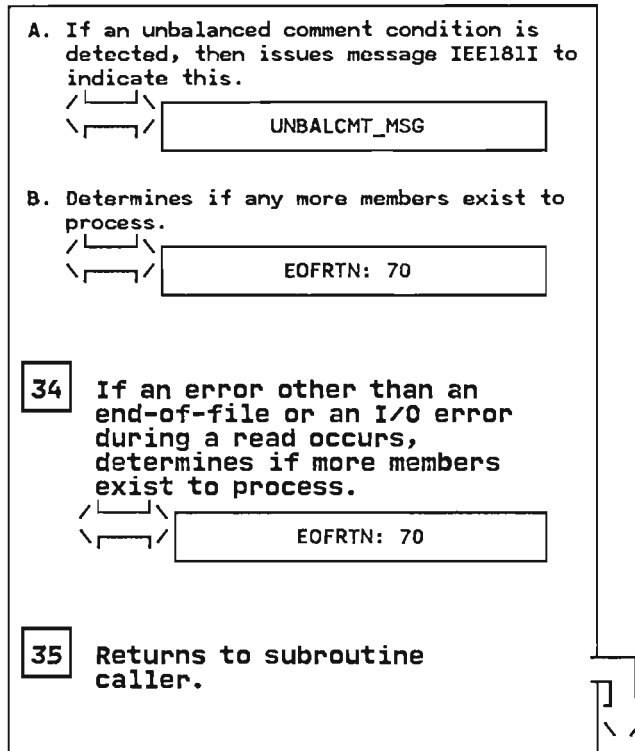 A. If an unbalanced comment condition is
detected, then issues message IEE181I to
indicate this.
UNBALCMT_MSG
B. Determines if any more members exist to
process.
EOFRTN: 70
34 If an error other than an
end-of-file or an I/O error
during a read occurs,
determines if more members
exist to process.
EOFRTN: 70
35 Returns to subroutine
caller.